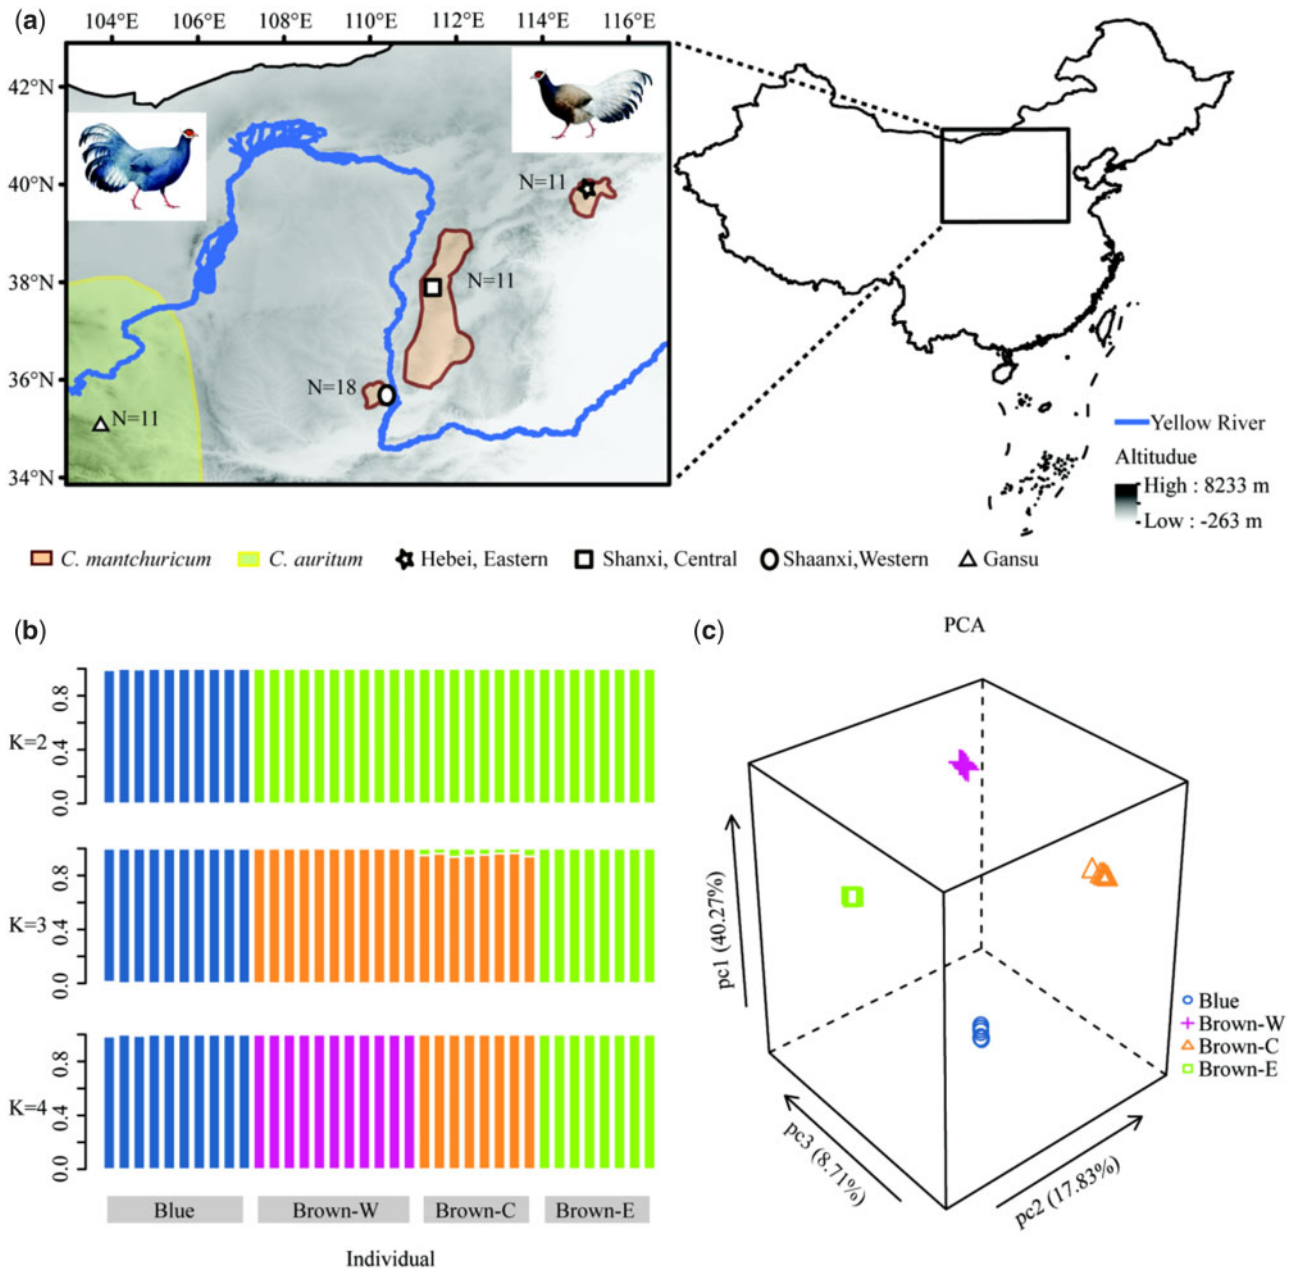 (a)
104°E 106°E 108°E 110°E 112°E 114°E 116°E
42°N
40°N
38°N
36°N
34°N
N=11
N=11
N=18
N=11
Yellow River
Altitudue
High : 8233 m
Low : -263 m
C. mantchuricum C. auritum Hebei, Eastern Shanxi, Central Shaanxi,Western Gansu
(b)
K=2
0.0 0.4 0.8
K=3
0.0 0.4 0.8
K=4
0.0 0.4 0.8
Blue Brown-W Brown-C Brown-E
Individual
(c)
PCA
pc1 (40.27%)
pc3 (8.71%)
pc2 (17.83%)
Blue
Brown-W
Brown-C
Brown-E